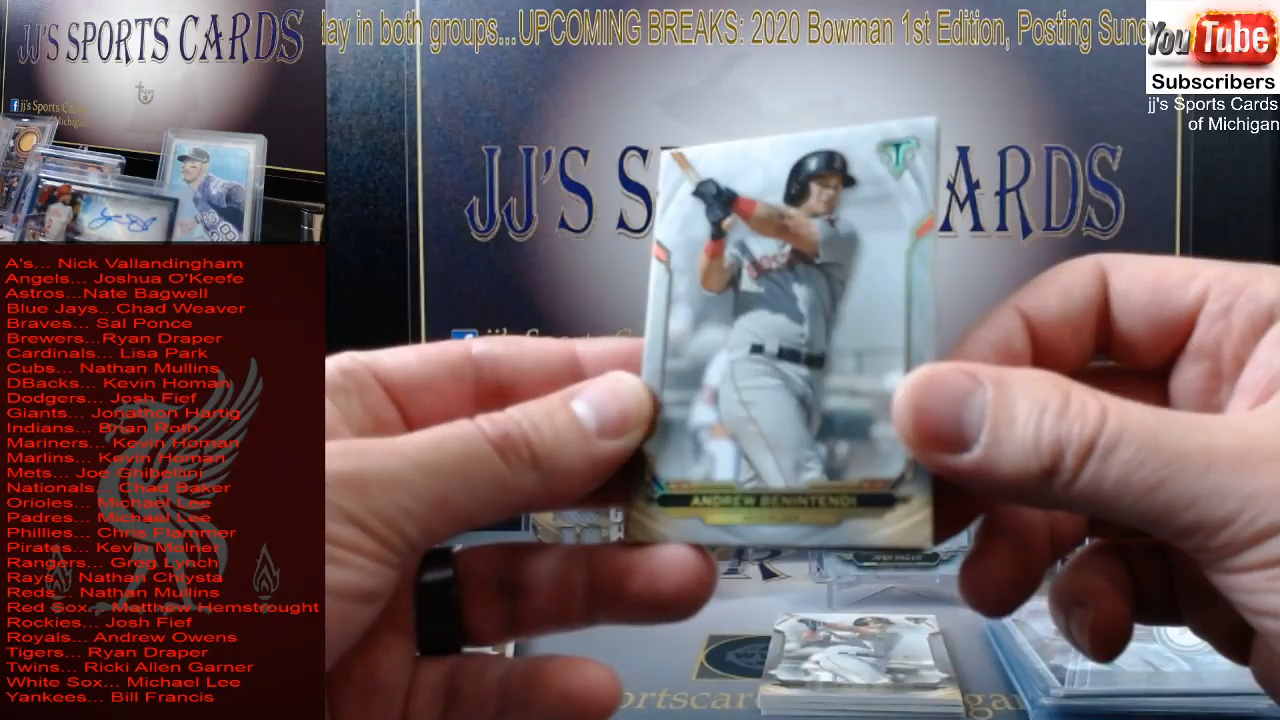 JJ'S SPORTS CARDS
jj's Sports Cards
Michigan
lay in both groups...UPCOMING BREAKS: 2020 Bowman 1st Edition, Posting Sund
YouTube
Subscribers
jj's Sports Cards
of Michigan
JJ'S S ARDS
ANDREW BENINTENDI
A's... Nick Vallandingham
Angels... Joshua O'Keefe
Astros...Nate Bagwell
Blue Jays...Chad Weaver
Braves... Sal Ponce
Brewers...Ryan Draper
Cardinals... Lisa Park
Cubs... Nathan Mullins
DBacks... Kevin Homan
Dodgers... Josh Fief
Giants... Jonathon Hartig
Indians... Brian Roth
Mariners... Kevin Homan
Marlins... Kevin Homan
Mets... Joe Ghibellini
Nationals... Chad Baker
Orioles... Michael Lee
Padres... Michael Lee
Phillies... Chris Flammer
Pirates... Kevin Molner
Rangers... Greg Lynch
Rays... Nathan Chlysta
Reds... Nathan Mullins
Red Sox... Matthew Hemstrought
Rockies... Josh Fief
Royals... Andrew Owens
Tigers... Ryan Draper
Twins... Ricki Allen Garner
White Sox... Michael Lee
Yankees... Bill Francis